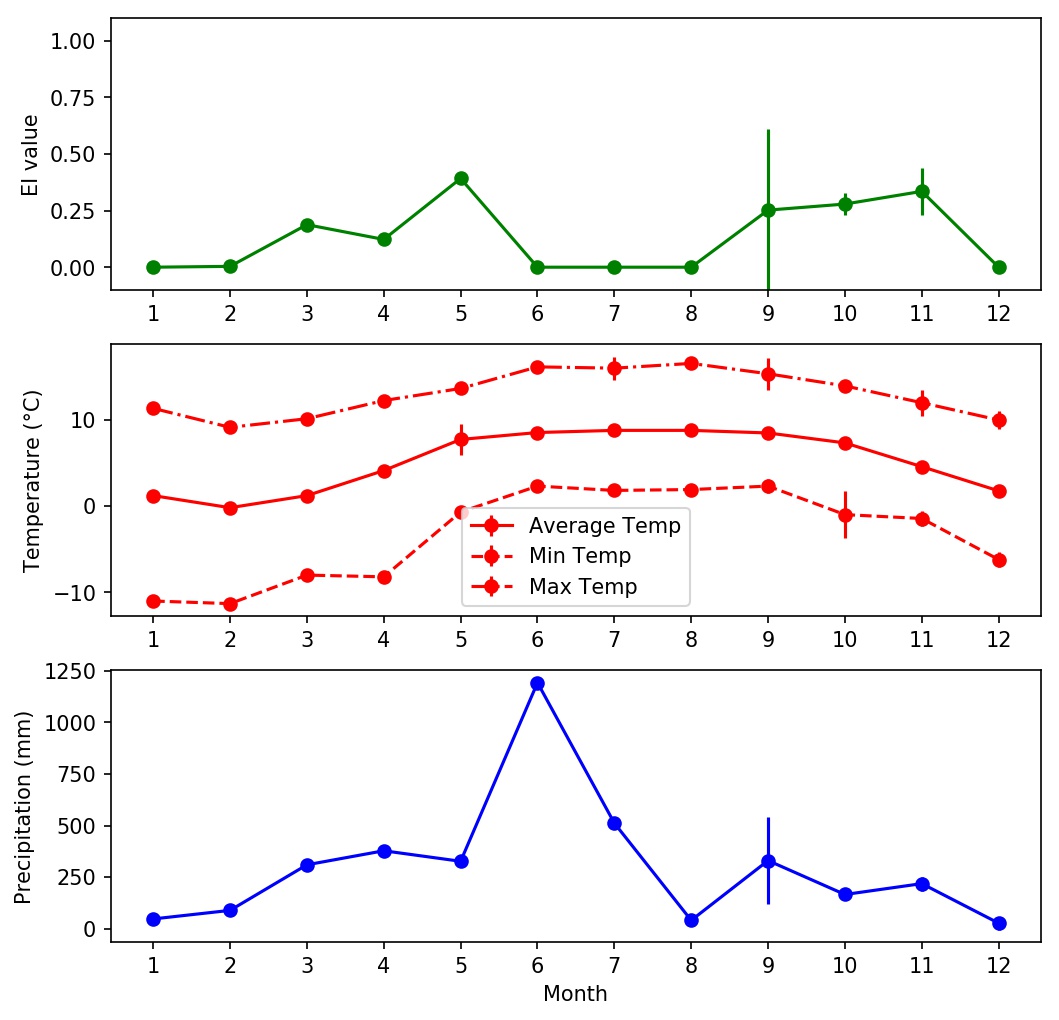 EI value
1.00
0.75
0.50
0.25
0.00
1 2 3 4 5 6 7 8 9 10 11 12
Temperature (°C)
10
0
−10
Average Temp
Min Temp
Max Temp
1 2 3 4 5 6 7 8 9 10 11 12
Precipitation (mm)
1250
1000
750
500
250
0
1 2 3 4 5 6 7 8 9 10 11 12
Month